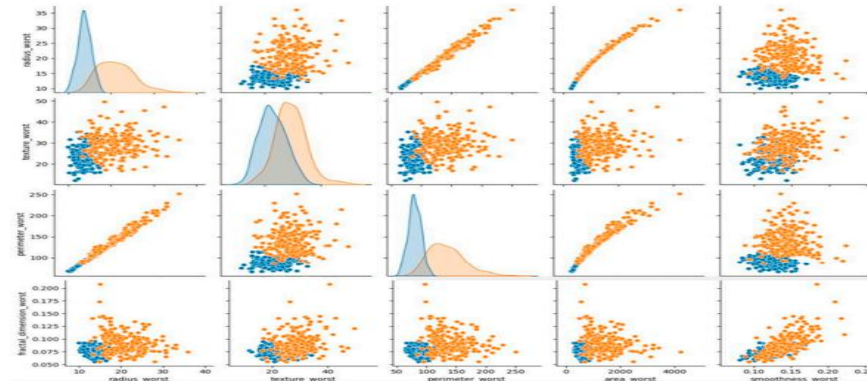 radius_worst
35
30
25
20
15
10
texture_worst
50
40
30
20
perimeter_worst
250
200
150
100
fractal_dimension_worst
0.200
0.175
0.150
0.125
0.100
0.075
0.050
10 20 30 40
20 40
50 100 150 200 250
0 2000 4000
0.10 0.15 0.20
radius_worst
texture_worst
perimeter_worst
area_worst
smoothness_worst